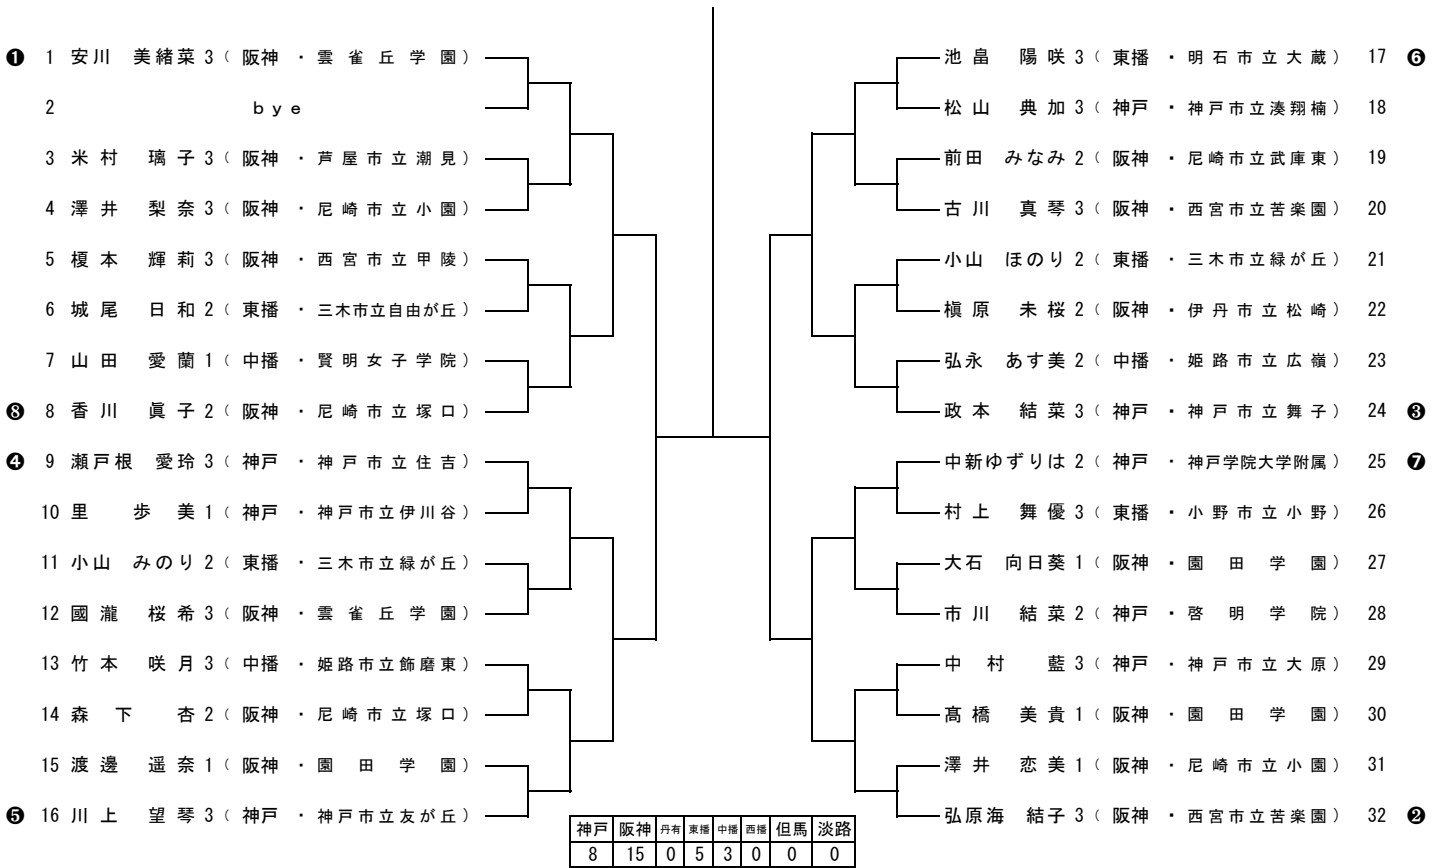 ❶ 1 安川 美緒菜 3（ 阪神 ・ 雲雀丘学園 ）
2 ｂｙｅ
3 米村 璃子 3（ 阪神 ・ 芦屋市立潮見 ）
4 澤井 梨奈 3（ 阪神 ・ 尼崎市立小園 ）
5 榎本 輝莉 3（ 阪神 ・ 西宮市立甲陵 ）
6 城尾 日和 2（ 東播 ・ 三木市立自由が丘 ）
7 山田 愛蘭 1（ 中播 ・ 賢明女子学院 ）
❽ 8 香川 眞子 2（ 阪神 ・ 尼崎市立塚口 ）
❹ 9 瀬戸根 愛玲 3（ 神戸 ・ 神戸市立住吉 ）
10 里 歩美 1（ 神戸 ・ 神戸市立伊川谷 ）
11 小山 みのり 2（ 東播 ・ 三木市立緑が丘 ）
12 國瀧 桜希 3（ 阪神 ・ 雲雀丘学園 ）
13 竹本 咲月 3（ 中播 ・ 姫路市立飾磨東 ）
14 森下 杏 2（ 阪神 ・ 尼崎市立塚口 ）
15 渡邊 遥奈 1（ 阪神 ・ 園田学園 ）
❺ 16 川上 望琴 3（ 神戸 ・ 神戸市立友が丘 ）
池畠 陽咲 3（ 東播 ・ 明石市立大蔵 ） 17 ❻
松山 典加 3（ 神戸 ・ 神戸市立湊翔楠 ） 18
前田 みなみ 2（ 阪神 ・ 尼崎市立武庫東 ） 19
古川 真琴 3（ 阪神 ・ 西宮市立苦楽園 ） 20
小山 ほのり 2（ 東播 ・ 三木市立緑が丘 ） 21
槇原 未桜 2（ 阪神 ・ 伊丹市立松崎 ） 22
弘永 あす美 2（ 中播 ・ 姫路市立広嶺 ） 23
政本 結菜 3（ 神戸 ・ 神戸市立舞子 ） 24 ❸
中新ゆずりは 2（ 神戸 ・ 神戸学院大学附属 ） 25 ❼
村上 舞優 3（ 東播 ・ 小野市立小野 ） 26
大石 向日葵 1（ 阪神 ・ 園田学園 ） 27
市川 結菜 2（ 神戸 ・ 啓明学院 ） 28
中村 藍 3（ 神戸 ・ 神戸市立大原 ） 29
髙橋 美貴 1（ 阪神 ・ 園田学園 ） 30
澤井 恋美 1（ 阪神 ・ 尼崎市立小園 ） 31
弘原海 結子 3（ 阪神 ・ 西宮市立苦楽園 ） 32 ❷
神戸 阪神 丹有 東播 中播 西播 但馬 淡路
8 15 0 5 3 0 0 0